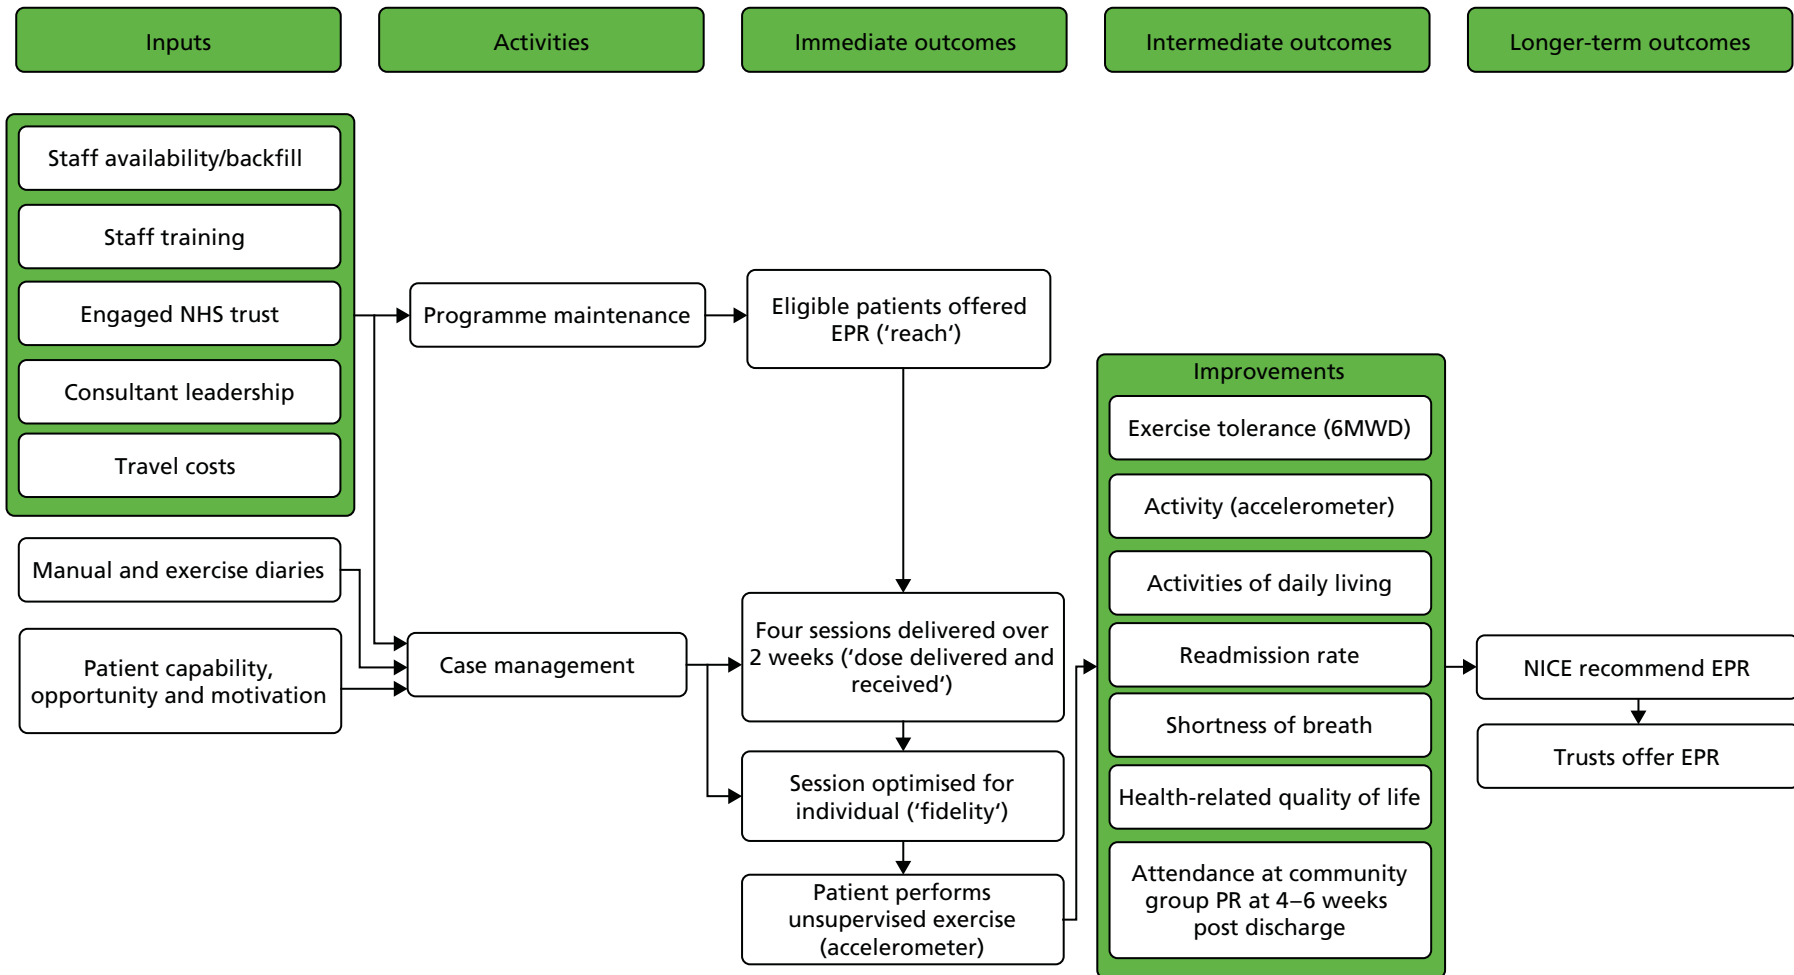 Inputs
Activities
Immediate outcomes
Intermediate outcomes
Longer-term outcomes
Staff availability/backfill
Staff training
Engaged NHS trust
Consultant leadership
Travel costs
Manual and exercise diaries
Patient capability,
opportunity and motivation
Programme maintenance
Case management
Eligible patients offered
EPR (‘reach‘)
Four sessions delivered over
2 weeks (‘dose delivered and
received‘)
Session optimised for
individual (‘fidelity‘)
Patient performs
unsupervised exercise
(accelerometer)
Improvements
Exercise tolerance (6MWD)
Activity (accelerometer)
Activities of daily living
Readmission rate
Shortness of breath
Health-related quality of life
Attendance at community
group PR at 4–6 weeks
post discharge
NICE recommend EPR
Trusts offer EPR